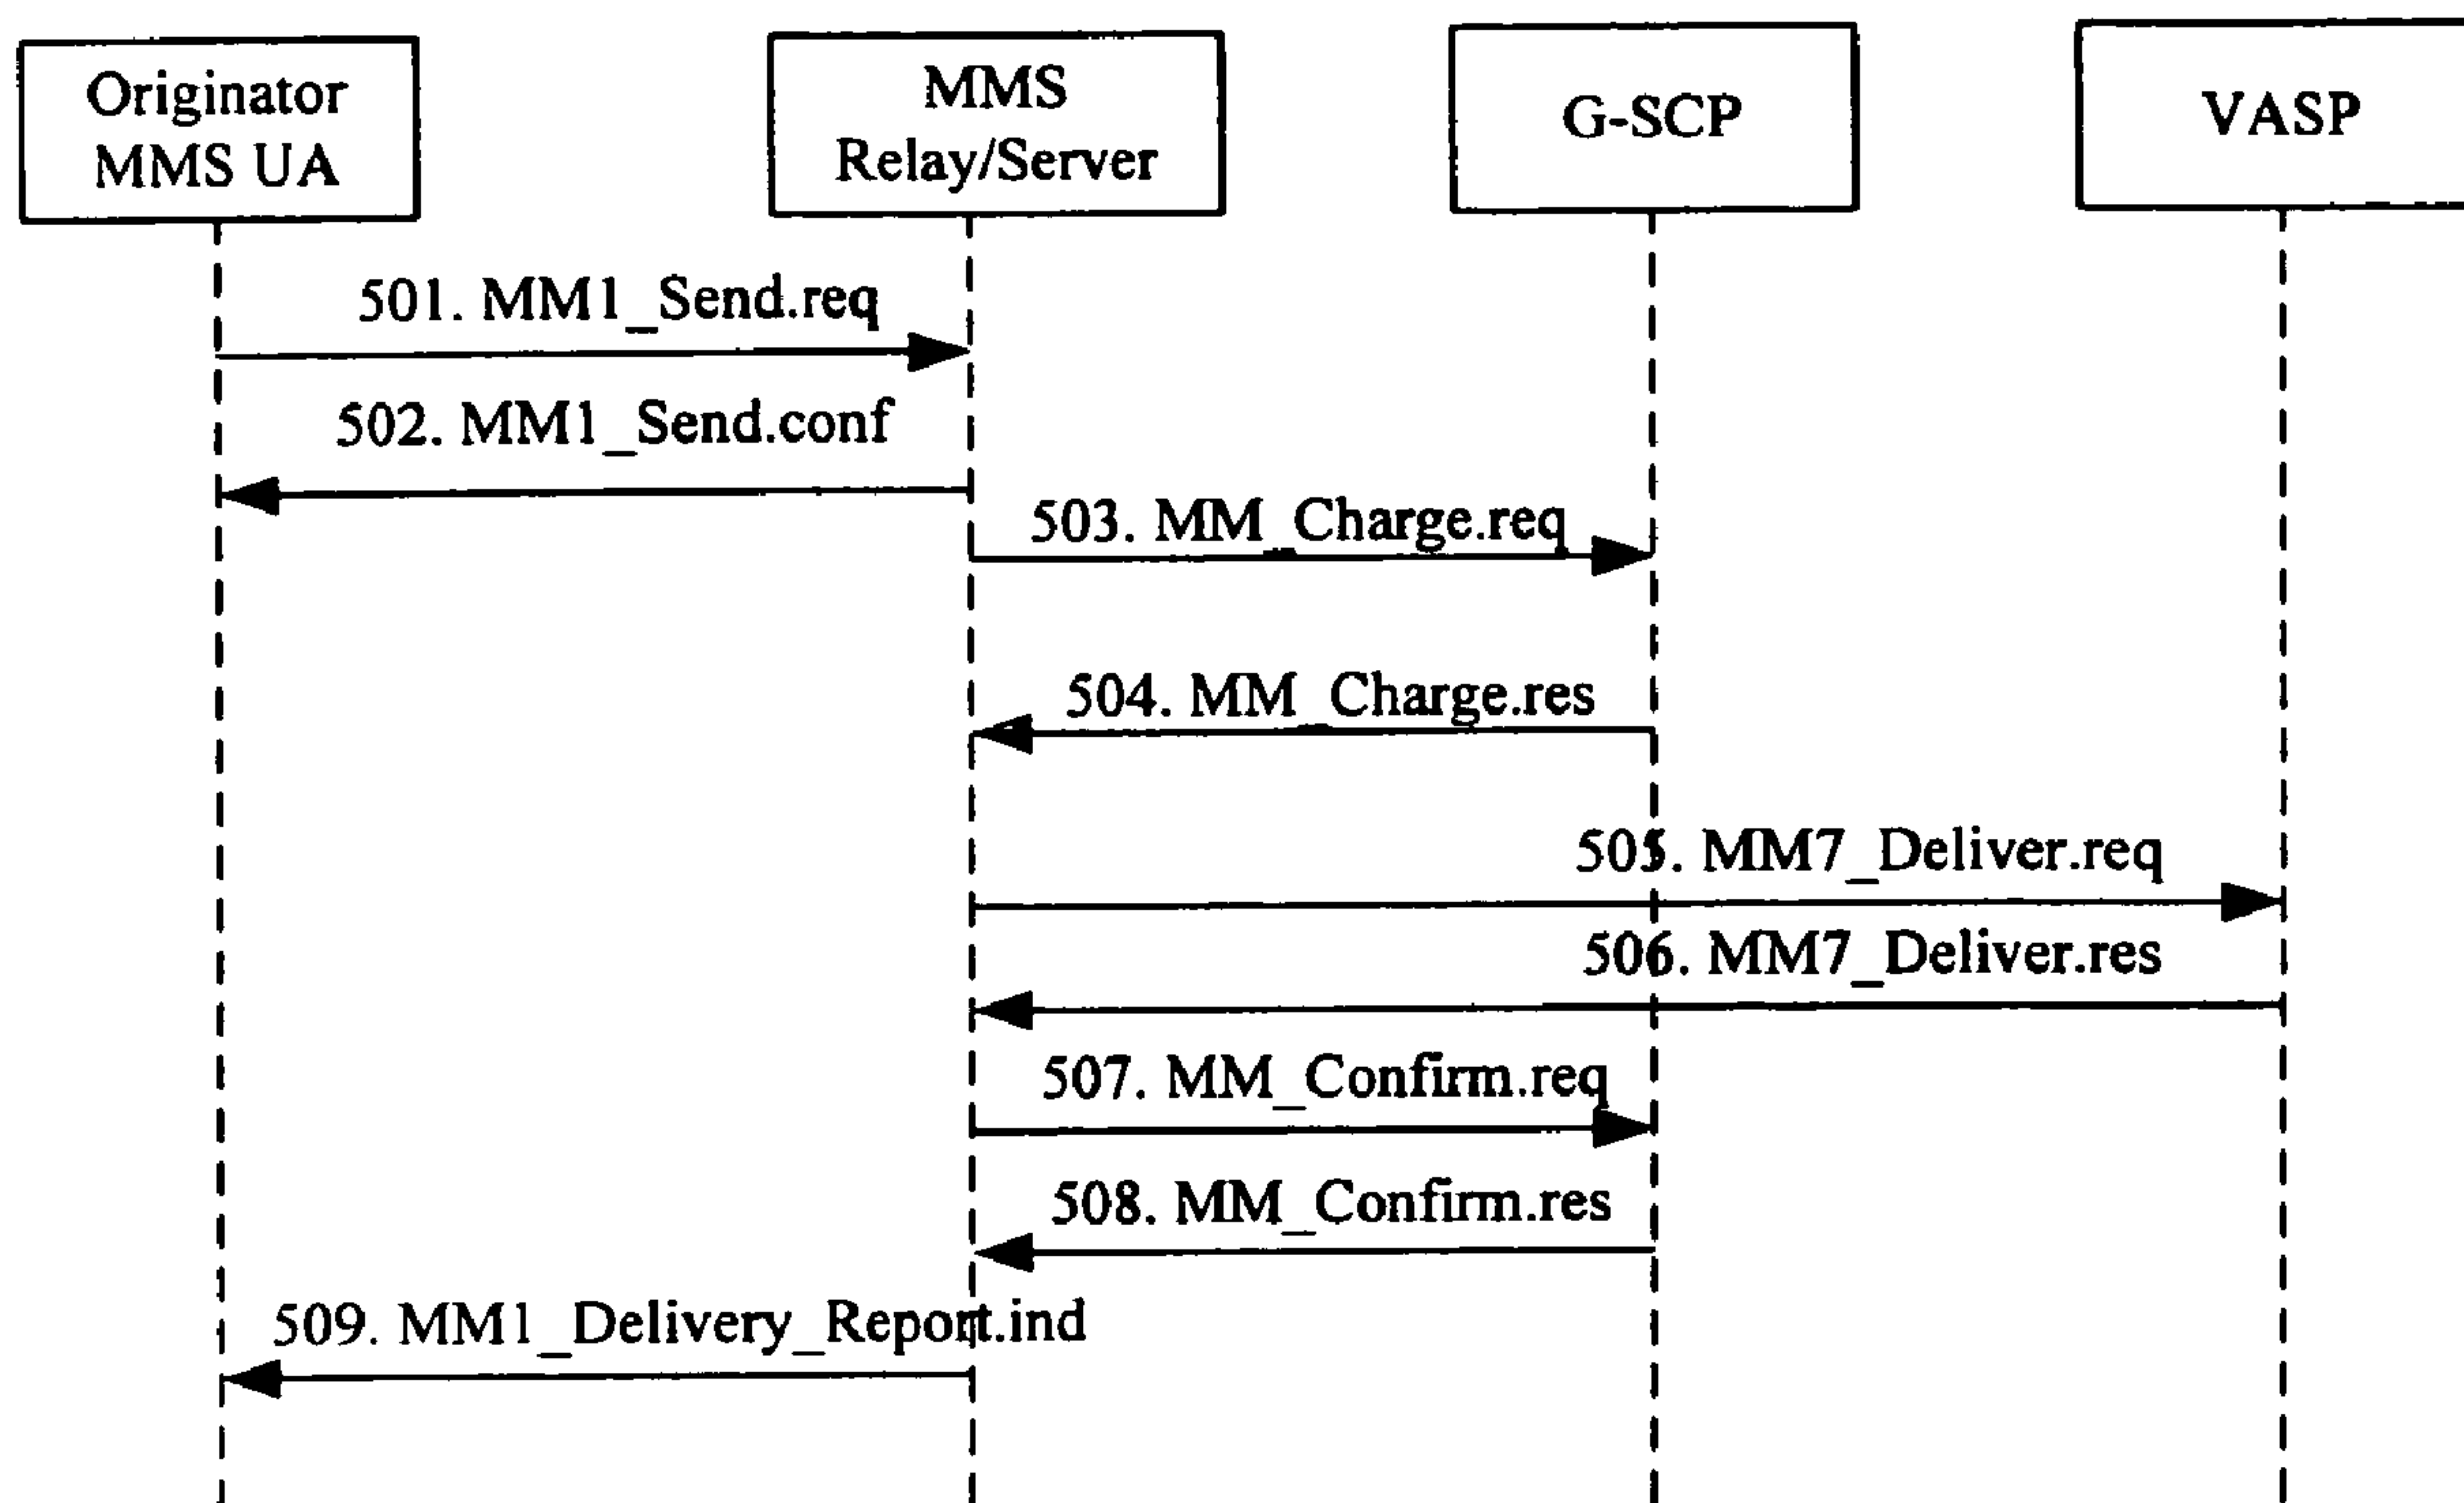 Originator
MMS UA
MMS
Relay/Server
G-SCP
VASP
501. MM1_Send.req
502. MM1_Send.conf
503. MM_Charge.req
504. MM_Charge.res
505. MM7_Deliver.req
506. MM7_Deliver.res
507. MM_Confirm.req
508. MM_Confirm.res
509. MM1_Delivery_Report.ind